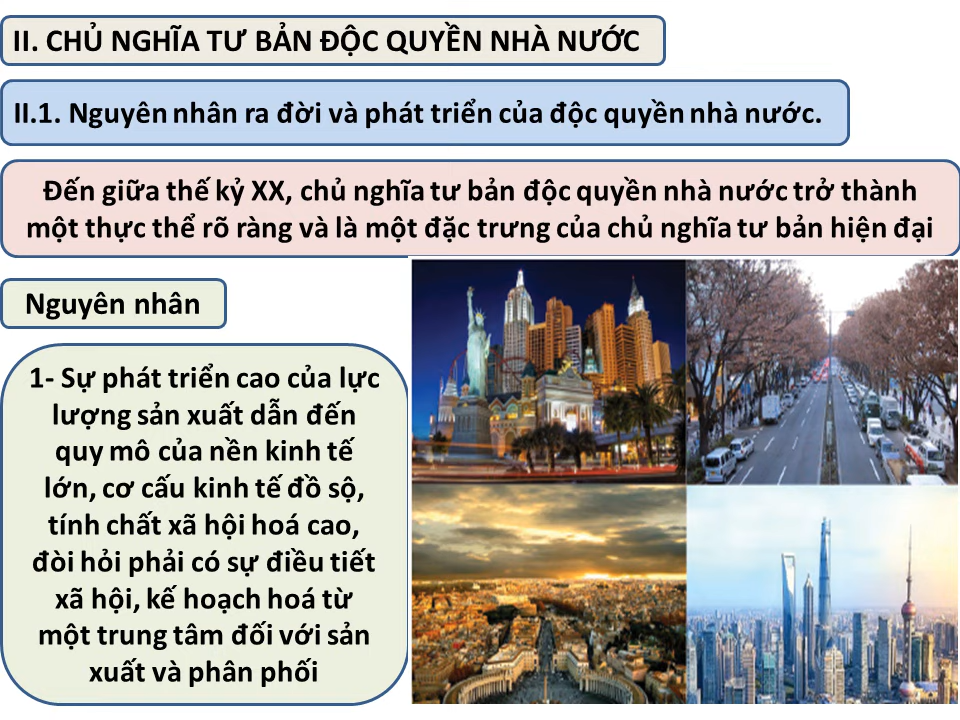 II. CHỦ NGHĨA TƯ BẢN ĐỘC QUYỀN NHÀ NƯỚC
II.1. Nguyên nhân ra đời và phát triển của độc quyền nhà nước.
Đến giữa thế kỷ XX, chủ nghĩa tư bản độc quyền nhà nước trở thành
một thực thể rõ ràng và là một đặc trưng của chủ nghĩa tư bản hiện đại
Nguyên nhân
1- Sự phát triển cao của lực
lượng sản xuất dẫn đến
quy mô của nền kinh tế
lớn, cơ cấu kinh tế đồ sộ,
tính chất xã hội hoá cao,
đòi hỏi phải có sự điều tiết
xã hội, kế hoạch hoá từ
một trung tâm đối với sản
xuất và phân phối